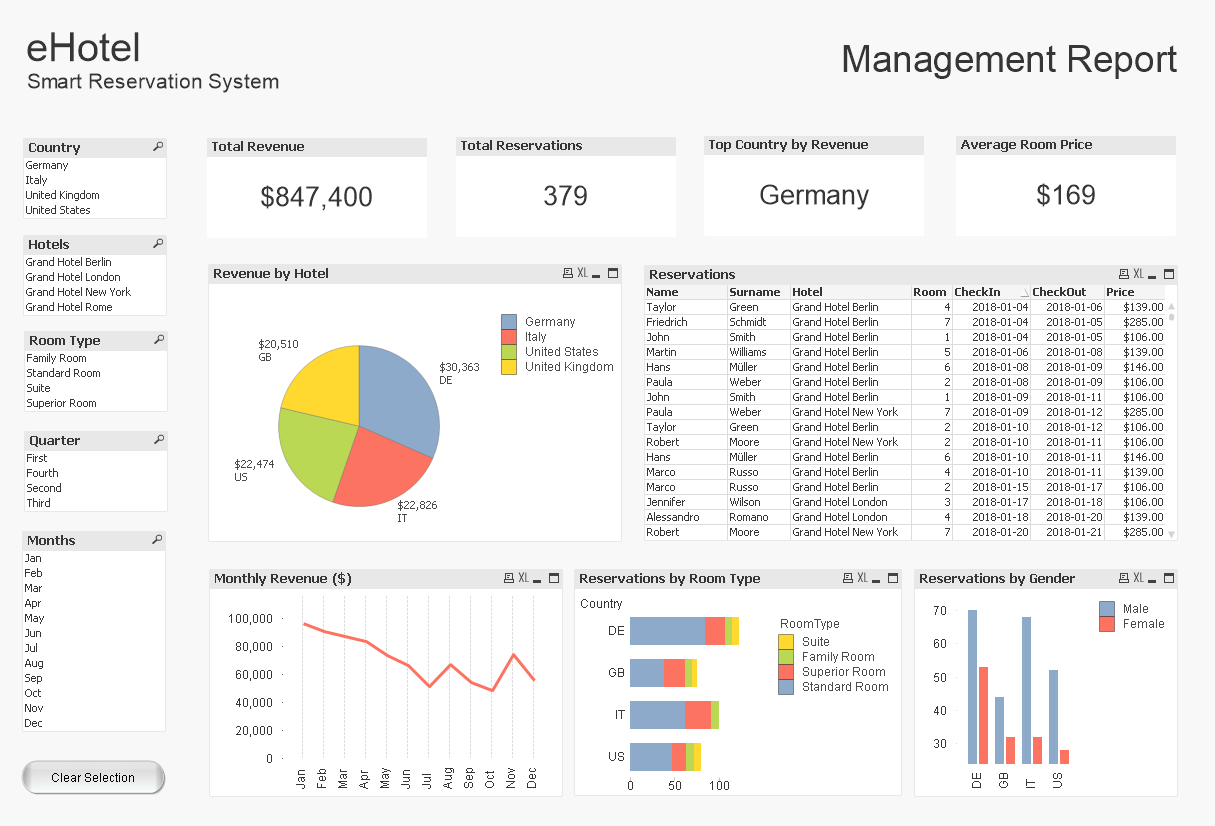 eHotel
Smart Reservation System
Management Report
Country
Germany
Italy
United Kingdom
United States
Hotels
Grand Hotel Berlin
Grand Hotel London
Grand Hotel New York
Grand Hotel Rome
Room Type
Family Room
Standard Room
Suite
Superior Room
Quarter
First
Fourth
Second
Third
Months
Jan
Feb
Mar
Apr
May
Jun
Jul
Aug
Sep
Oct
Nov
Dec
Clear Selection
Total Revenue
$847,400
Total Reservations
379
Top Country by Revenue
Germany
Average Room Price
$169
Revenue by Hotel XL
Germany
Italy
United States
United Kingdom
$20,510
GB
$30,363
DE
$22,474
US
$22,826
IT
Reservations XL
Name Surname Hotel Room CheckIn CheckOut Price
Taylor Green Grand Hotel Berlin 4 2018-01-04 2018-01-06 $139.00
Friedrich Schmidt Grand Hotel Berlin 7 2018-01-04 2018-01-05 $285.00
John Smith Grand Hotel Berlin 1 2018-01-04 2018-01-05 $106.00
Martin Williams Grand Hotel Berlin 5 2018-01-06 2018-01-08 $139.00
Hans Müller Grand Hotel Berlin 6 2018-01-08 2018-01-09 $146.00
Paula Weber Grand Hotel Berlin 2 2018-01-08 2018-01-09 $106.00
John Smith Grand Hotel Berlin 1 2018-01-09 2018-01-11 $106.00
Paula Weber Grand Hotel New York 7 2018-01-09 2018-01-12 $285.00
Taylor Green Grand Hotel Berlin 2 2018-01-10 2018-01-12 $106.00
Robert Moore Grand Hotel New York 2 2018-01-10 2018-01-11 $106.00
Hans Müller Grand Hotel Berlin 6 2018-01-10 2018-01-11 $146.00
Marco Russo Grand Hotel Berlin 4 2018-01-10 2018-01-11 $139.00
Marco Russo Grand Hotel Berlin 2 2018-01-15 2018-01-17 $106.00
Jennifer Wilson Grand Hotel London 3 2018-01-17 2018-01-18 $106.00
Alessandro Romano Grand Hotel London 4 2018-01-18 2018-01-20 $139.00
Robert Moore Grand Hotel New York 7 2018-01-20 2018-01-21 $285.00
Monthly Revenue ($) XL
100,000
80,000
60,000
40,000
20,000
0
Jan Feb Mar Apr May Jun Jul Aug Sep Oct Nov Dec
Reservations by Room Type XL
Country
DE
GB
IT
US
0 50 100
RoomType
Suite
Family Room
Superior Room
Standard Room
Reservations by Gender XL
70
60
50
40
30
DE GB IT US
Male
Female